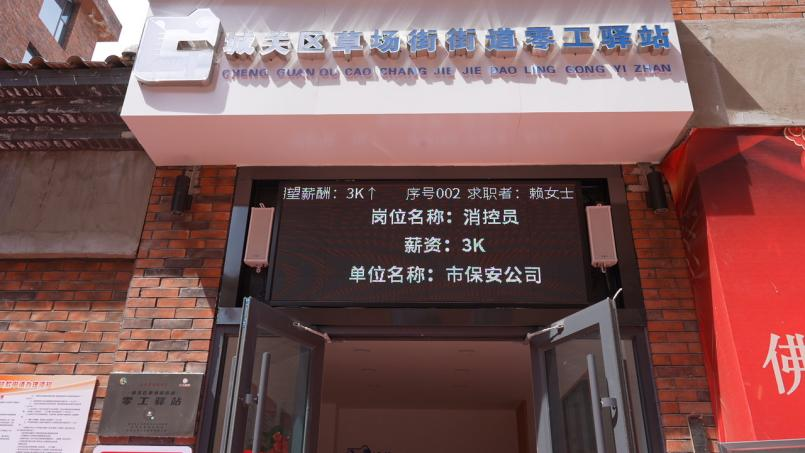 城关区草场街街道零工驿站
CHENG GUAN QU CAO CHANG JIE JIE DAO LING GONG YI ZHAN
望薪酬：3K↑ 序号002 求职者：赖女士
岗位名称：消控员
薪资：3K
单位名称：市保安公司
零工驿站
佛